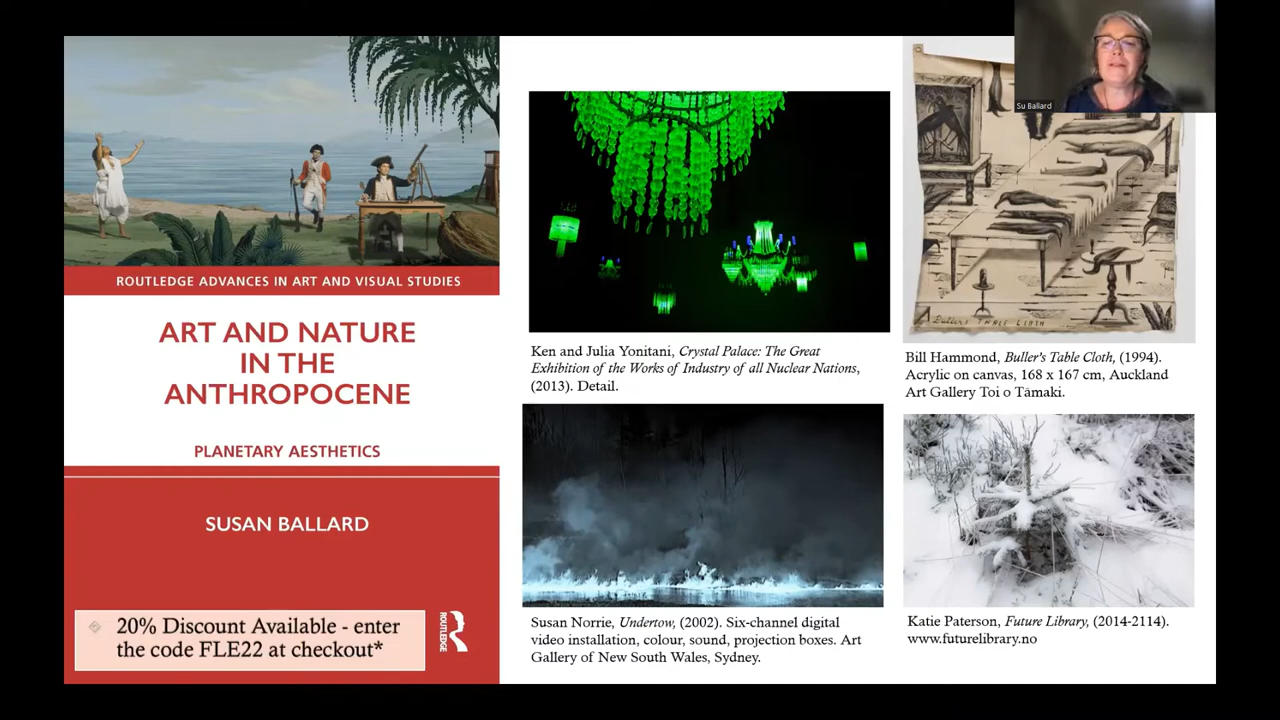 ROUTLEDGE ADVANCES IN ART AND VISUAL STUDIES
ART AND NATURE
IN THE
ANTHROPOCENE
PLANETARY AESTHETICS
SUSAN BALLARD
20% Discount Available - enter
the code FLE22 at checkout*
ROUTLEDGE
Ken and Julia Yonitani, Crystal Palace: The Great
Exhibition of the Works of Industry of all Nuclear Nations,
(2013). Detail.
Susan Norrie, Undertow, (2002). Six-channel digital
video installation, colour, sound, projection boxes. Art
Gallery of New South Wales, Sydney.
Su Ballard
Buller's TABLE CLOTH
Bill Hammond, Buller's Table Cloth, (1994).
Acrylic on canvas, 168 x 167 cm, Auckland
Art Gallery Toi o Tāmaki.
Katie Paterson, Future Library, (2014-2114).
www.futurelibrary.no